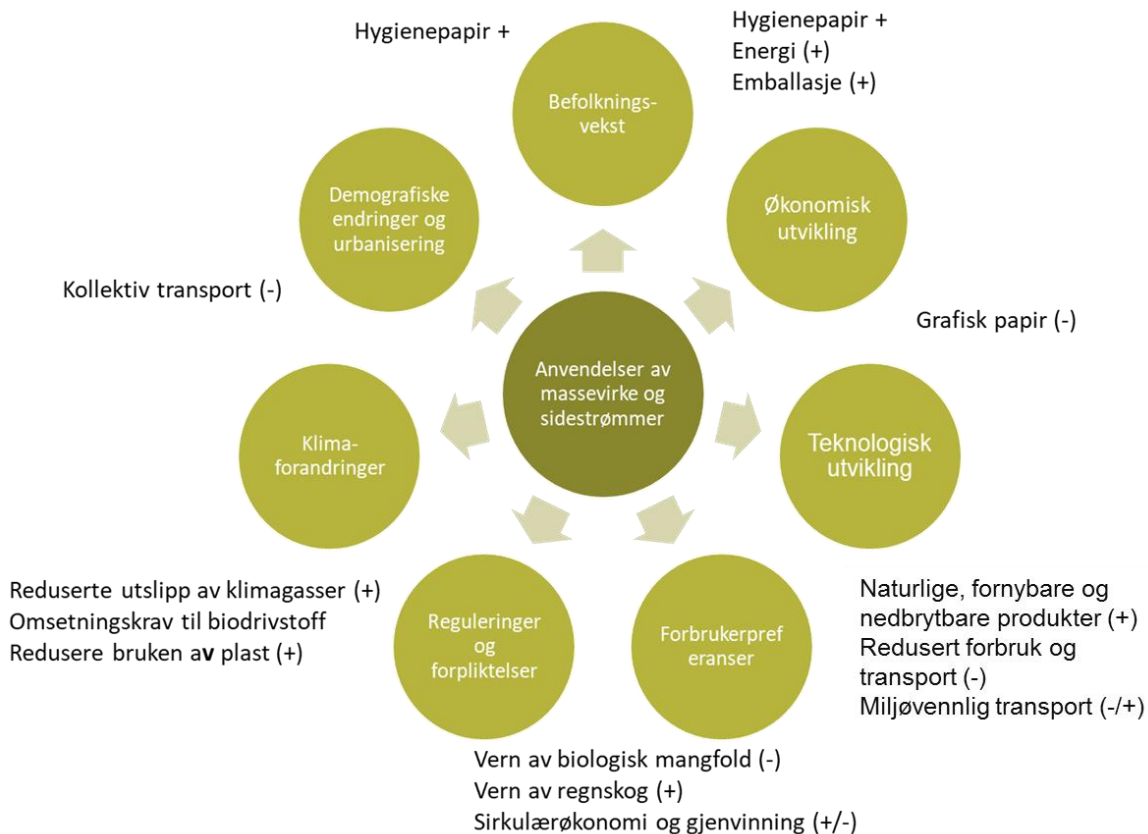 Hygienepapir +
Hygienepapir +
Energi (+)
Emballasje (+)
Befolknings-
vekst
Demografiske
endringer og
urbanisering
Økonomisk
utvikling
Kollektiv transport (-)
Grafisk papir (-)
Anvendelser av
massevirke og
sidestrømmer
Klima-
forandringer
Teknologisk
utvikling
Reduserte utslipp av klimagasser (+)
Omsetningskrav til biodrivstoff
Redusere bruken av plast (+)
Reguleringer
og
forpliktelser
Forbrukerpref
eranser
Naturlige, fornybare og
nedbrytbare produkter (+)
Redusert forbruk og
transport (-)
Miljøvennlig transport (-/+)
Vern av biologisk mangfold (-)
Vern av regnskog (+)
Sirkulærøkonomi og gjenvinning (+/-)